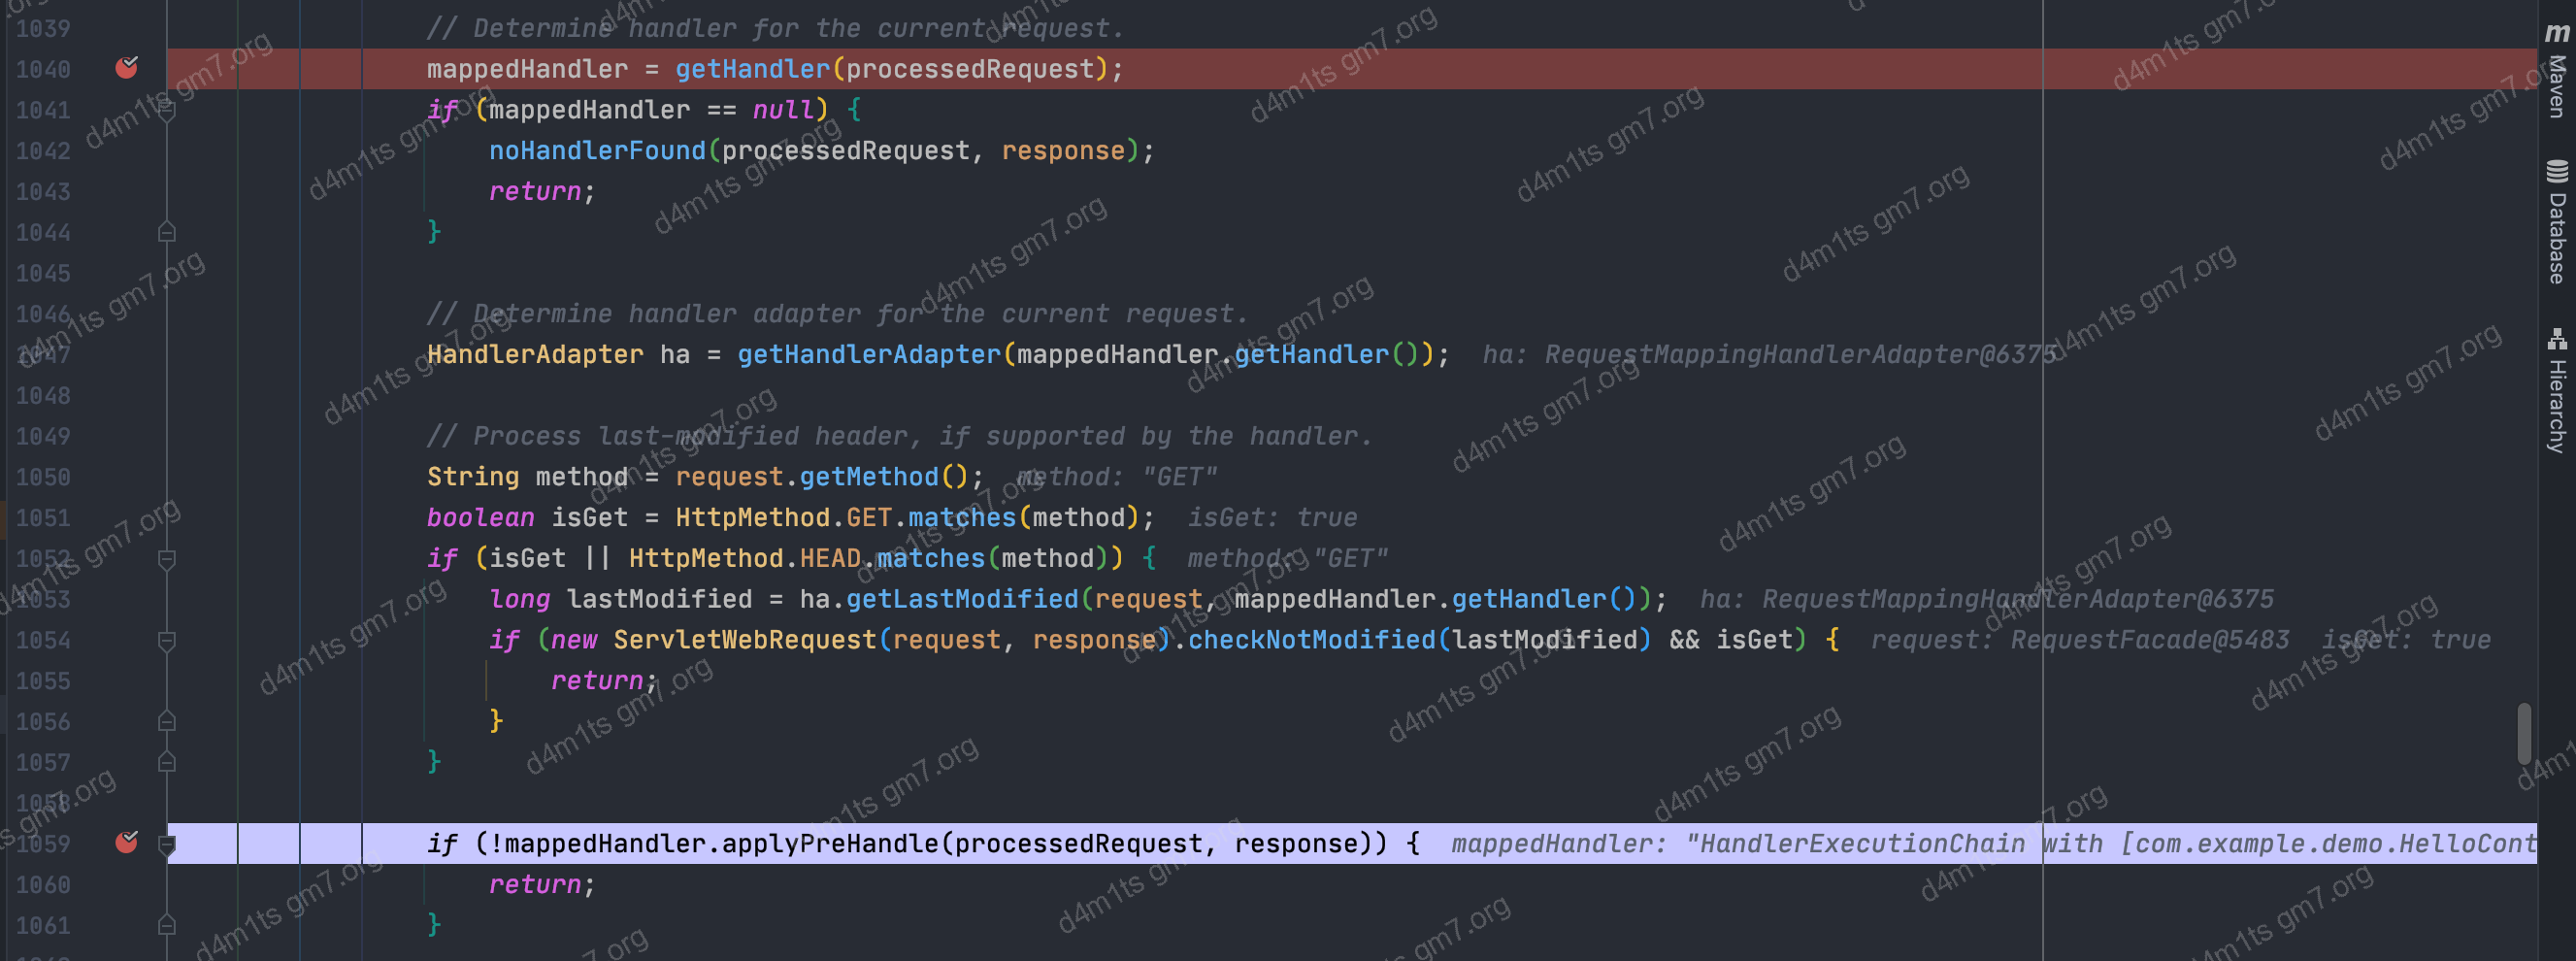 1039 // Determine handler for the current request.
1040 mappedHandler = getHandler(processedRequest);
1041 if (mappedHandler == null) {
1042 noHandlerFound(processedRequest, response);
1043 return;
1044 }
1045
1046 // Determine handler adapter for the current request.
1047 HandlerAdapter ha = getHandlerAdapter(mappedHandler.getHandler()); ha: RequestMappingHandlerAdapter@6375
1048
1049 // Process last-modified header, if supported by the handler.
1050 String method = request.getMethod(); method: "GET"
1051 boolean isGet = HttpMethod.GET.matches(method); isGet: true
1052 if (isGet || HttpMethod.HEAD.matches(method)) { method: "GET"
1053 long lastModified = ha.getLastModified(request, mappedHandler.getHandler()); ha: RequestMappingHandlerAdapter@6375
1054 if (new ServletWebRequest(request, response).checkNotModified(lastModified) && isGet) { request: RequestFacade@5483 isGet: true
1055 return;
1056 }
1057 }
1058
1059 if (!mappedHandler.applyPreHandle(processedRequest, response)) { mappedHandler: "HandlerExecutionChain with [com.example.demo.HelloCont
1060 return;
1061 }
m Maven
Database
Hierarchy
d4m1ts gm7.org